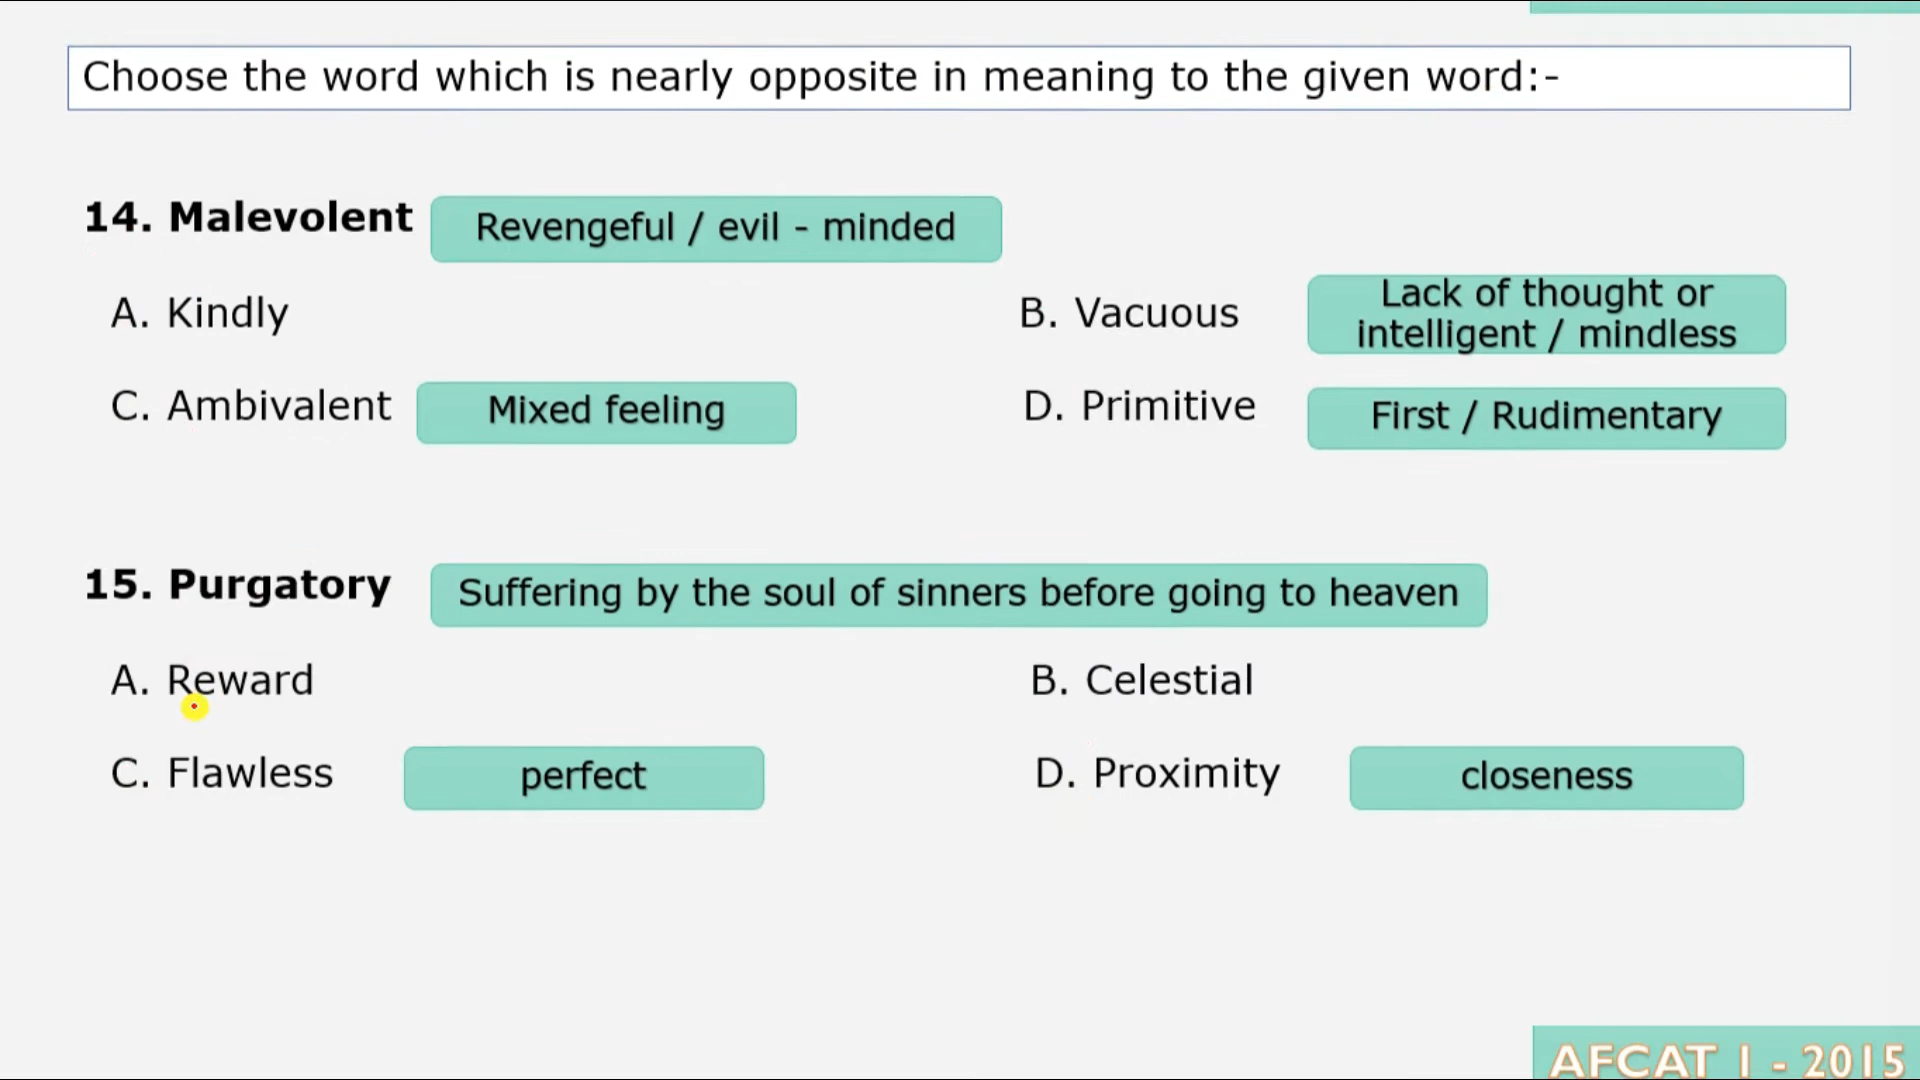 Choose the word which is nearly opposite in meaning to the given word:-
14. Malevolent
Revengeful / evil - minded
A. Kindly
B. Vacuous
Lack of thought or
intelligent / mindless
C. Ambivalent
Mixed feeling
D. Primitive
First / Rudimentary
15. Purgatory
Suffering by the soul of sinners before going to heaven
A. Reward
B. Celestial
C. Flawless
perfect
D. Proximity
closeness
AFCAT 1 - 2015